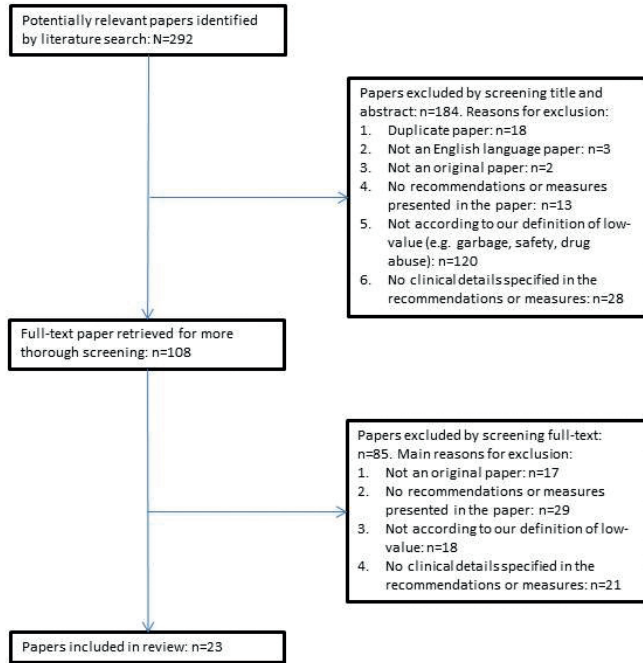 Potentially relevant papers identified
by literature search: N=292
Papers excluded by screening title and
abstract: n=184. Reasons for exclusion:
1. Duplicate paper: n=18
2. Not an English language paper: n=3
3. Not an original paper: n=2
4. No recommendations or measures
presented in the paper: n=13
5. Not according to our definition of low-
value (e.g. garbage, safety, drug
abuse): n=120
6. No clinical details specified in the
recommendations or measures: n=28
Full-text paper retrieved for more
thorough screening: n=108
Papers excluded by screening full-text:
n=85. Main reasons for exclusion:
1. Not an original paper: n=17
2. No recommendations or measures
presented in the paper: n=29
3. Not according to our definition of low-
value: n=18
4. No clinical details specified in the
recommendations or measures: n=21
Papers included in review: n=23